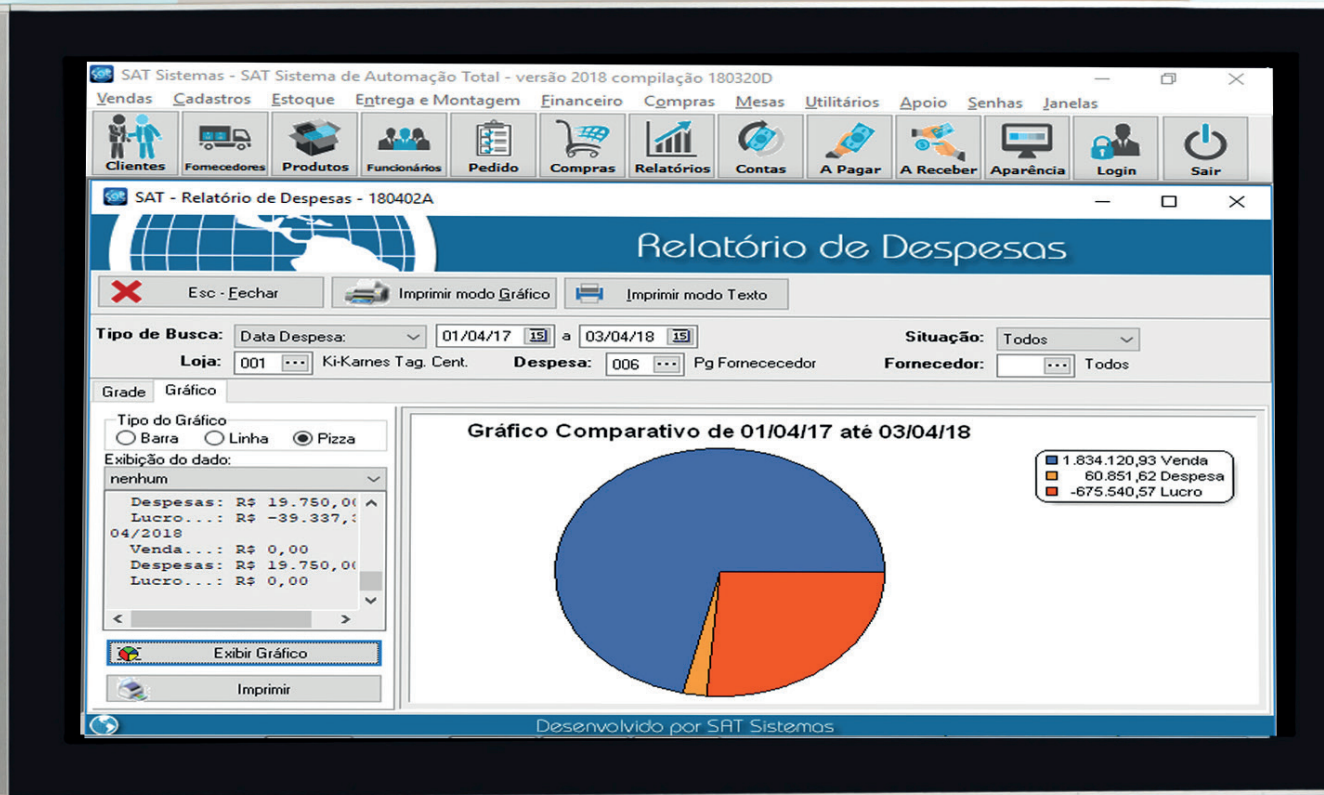 SAT Sistemas - SAT Sistema de Automação Total - versão 2018 compilação 180320D
Vendas Cadastros Estoque Entrega e Montagem Financeiro Compras Mesas Utilitários Apoio Senhas Janelas
Clientes Fornecedores Produtos Funcionários Pedido Compras Relatórios Contas A Pagar A Receber Aparência Login Sair
SAT - Relatório de Despesas - 180402A
Relatório de Despesas
Esc - Fechar Imprimir modo Gráfico Imprimir modo Texto
Tipo de Busca: Data Despesa: 01/04/17 15 a 03/04/18 15 Situação: Todos
Loja: 001 ... Ki-Karnes Tag. Cent. Despesa: 006 ... Pg Fornececedor Fornecedor: ... Todos
Grade Gráfico
Tipo do Gráfico
Barra Linha Pizza
Exibição do dado:
nenhum
Despesas: R$ 19.750,0
Lucro...: R$ -39.337,
04/2018
Venda...: R$ 0,00
Despesas: R$ 19.750,0
Lucro...: R$ 0,00
Exibir Gráfico
Imprimir
Gráfico Comparativo de 01/04/17 até 03/04/18
1.834.120,93 Venda
60.851,62 Despesa
-675.540,57 Lucro
Desenvolvido por SAT Sistemas